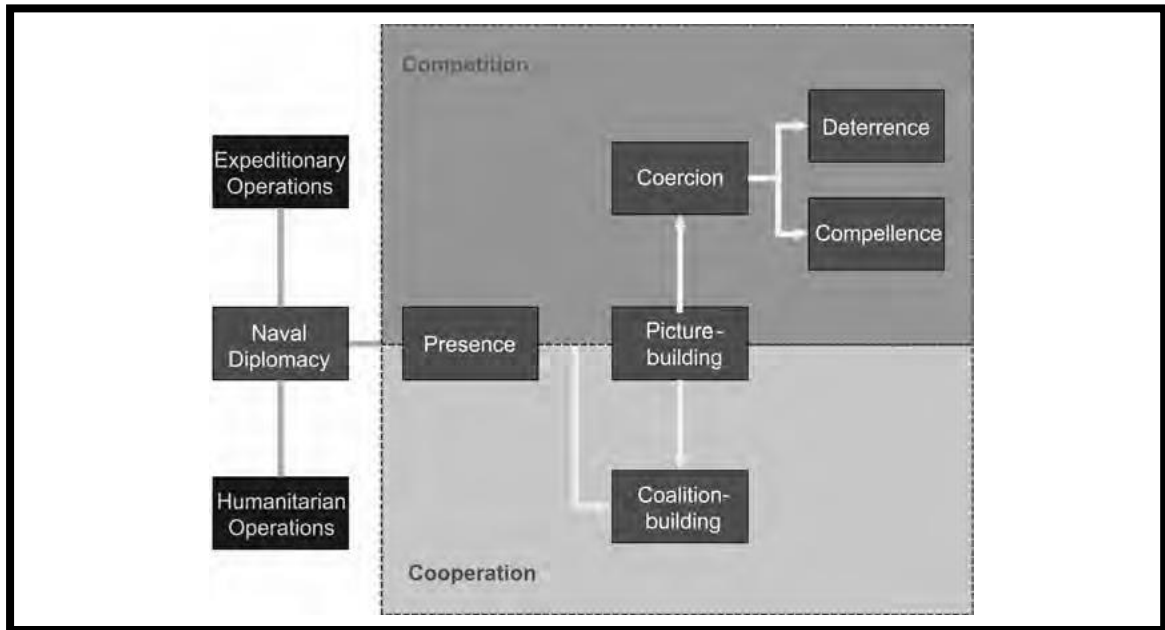 Competition
Expeditionary
Operations
Coercion
Deterrence
Compellence
Naval
Diplomacy
Presence
Picture-
building
Humanitarian
Operations
Coalition-
building
Cooperation